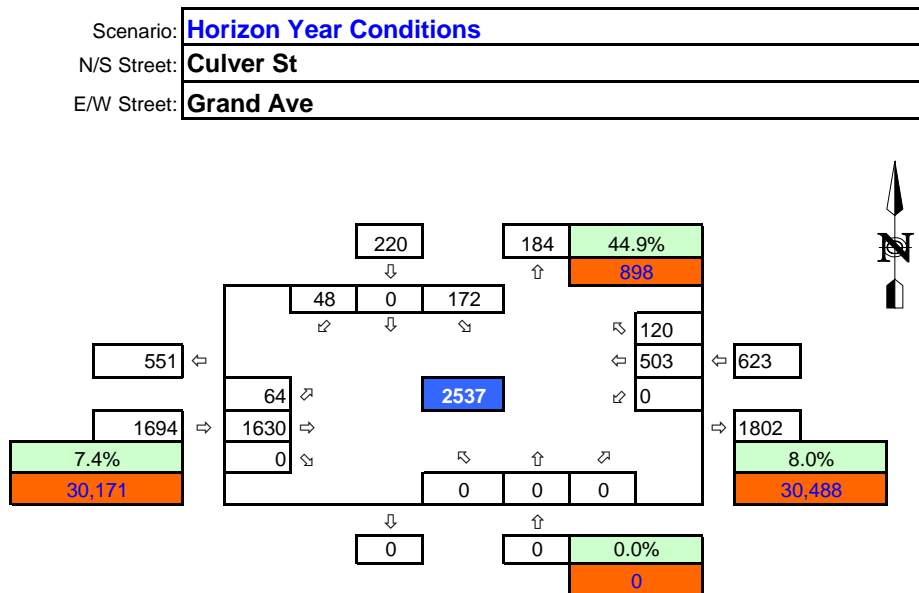 Scenario: Horizon Year Conditions
N/S Street: Culver St
E/W Street: Grand Ave
N
220 184 44.9%
⇩ ⇧ 898
48 0 172
⬃ ⇩ ⬂ ⬁ 120
551 ⇦ ⇦ 503 ⇦ 623
64 ⬀ 2537 ⬃ 0
1694 ⇨ 1630 ⇨ ⇨ 1802
7.4% 0 ⬂ ⬁ ⇧ ⬀ 8.0%
30,171 0 0 0 30,488
⇩ ⇧
0 0 0.0%
0